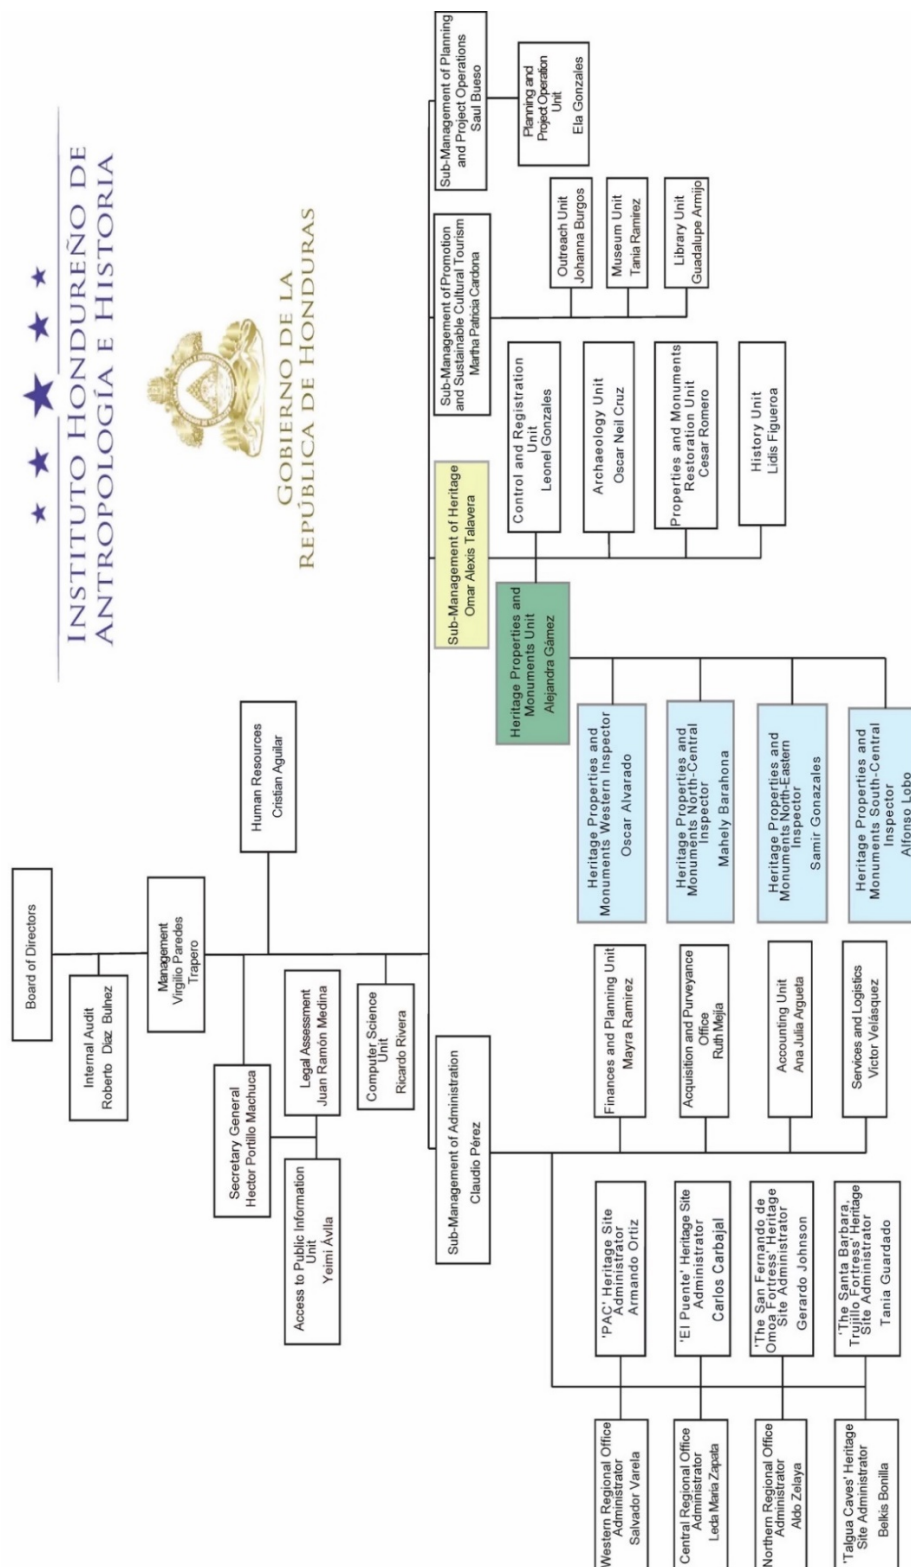 INSTITUTO HONDUREÑO DE
ANTROPOLOGÍA E HISTORIA
GOBIERNO DE LA
REPÚBLICA DE HONDURAS
Board of Directors
Internal Audit
Roberto Diaz Bulnez
Management
Virgilio Paredes
Trapero
Human Resources
Cristian Aguilar
Secretary General
Hector Portillo Machuca
Legal Assessment
Juan Ramón Medina
Access to Public Information
Unit
Yeimi Ávlla
Computer Science
Unit
Ricardo Rivera
Sub-Management of Administration
Claudio Pérez
Sub-Management of Heritage
Omar Alexis Talavera
Sub-Management of Promotion
and Sustainable Cultural Tourism
Martha Patricia Cardona
Sub-Management of Planning
and Project Operations
Saul Bueso
Western Regional Office
Administrator
Salvador Varela
Central Regional Office
Administrator
Leda Maria Zapata
Northern Regional Office
Administrator
Aldo Zelaya
'Talgua Caves' Heritage
Site Administrator
Belkis Bonilla
'PAC' Heritage Site
Administrator
Armando Ortiz
'El Puente' Heritage Site
Administrator
Carlos Carbajal
'The San Fernando de
Omoa Fortress' Heritage
Site Administrator
Gerardo Johnson
'The Santa Barbara,
Trujillo Fortress' Heritage
Site Administrator
Tania Guardado
Finances and Planning Unit
Mayra Ramirez
Acquisition and Purveyance
Office
Ruth Mejia
Accounting Unit
Ana Julia Argueta
Services and Logistics
Victor Velásquez
Heritage Properties and
Monuments Unit
Alejandra Gámez
Heritage Properties and
Monuments Western Inspector
Oscar Alvarado
Heritage Properties and
Monuments North-Central
Inspector
Mahely Barahona
Heritage Properties and
Monuments North-Eastern
Inspector
Samir Gonazales
Heritage Properties and
Monuments South-Central
Inspector
Alfonso Lobo
Control and Registration
Unit
Leonel Gonzales
Archaeology Unit
Oscar Neil Cruz
Properties and Monuments
Restoration Unit
Cesar Romero
History Unit
Lidis Figueroa
Outreach Unit
Johanna Burgos
Museum Unit
Tania Ramirez
Library Unit
Guadalupe Armijo
Planning and
Project Operation
Unit
Ela Gonzales